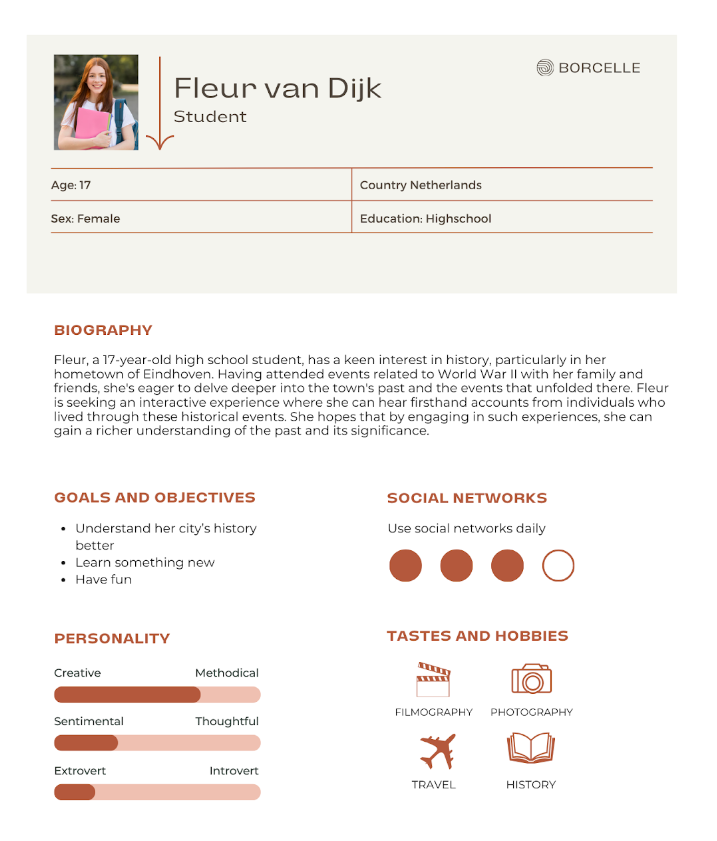 BORCELLE
Fleur van Dijk
Student
Age: 17
Country Netherlands
Sex: Female
Education: Highschool
BIOGRAPHY
Fleur, a 17-year-old high school student, has a keen interest in history, particularly in her
hometown of Eindhoven. Having attended events related to World War II with her family and
friends, she's eager to delve deeper into the town's past and the events that unfolded there. Fleur
is seeking an interactive experience where she can hear firsthand accounts from individuals who
lived through these historical events. She hopes that by engaging in such experiences, she can
gain a richer understanding of the past and its significance.
GOALS AND OBJECTIVES
• Understand her city's history
better
• Learn something new
• Have fun
SOCIAL NETWORKS
Use social networks daily
PERSONALITY
Creative Methodical
Sentimental Thoughtful
Extrovert Introvert
TASTES AND HOBBIES
FILMOGRAPHY PHOTOGRAPHY
TRAVEL HISTORY